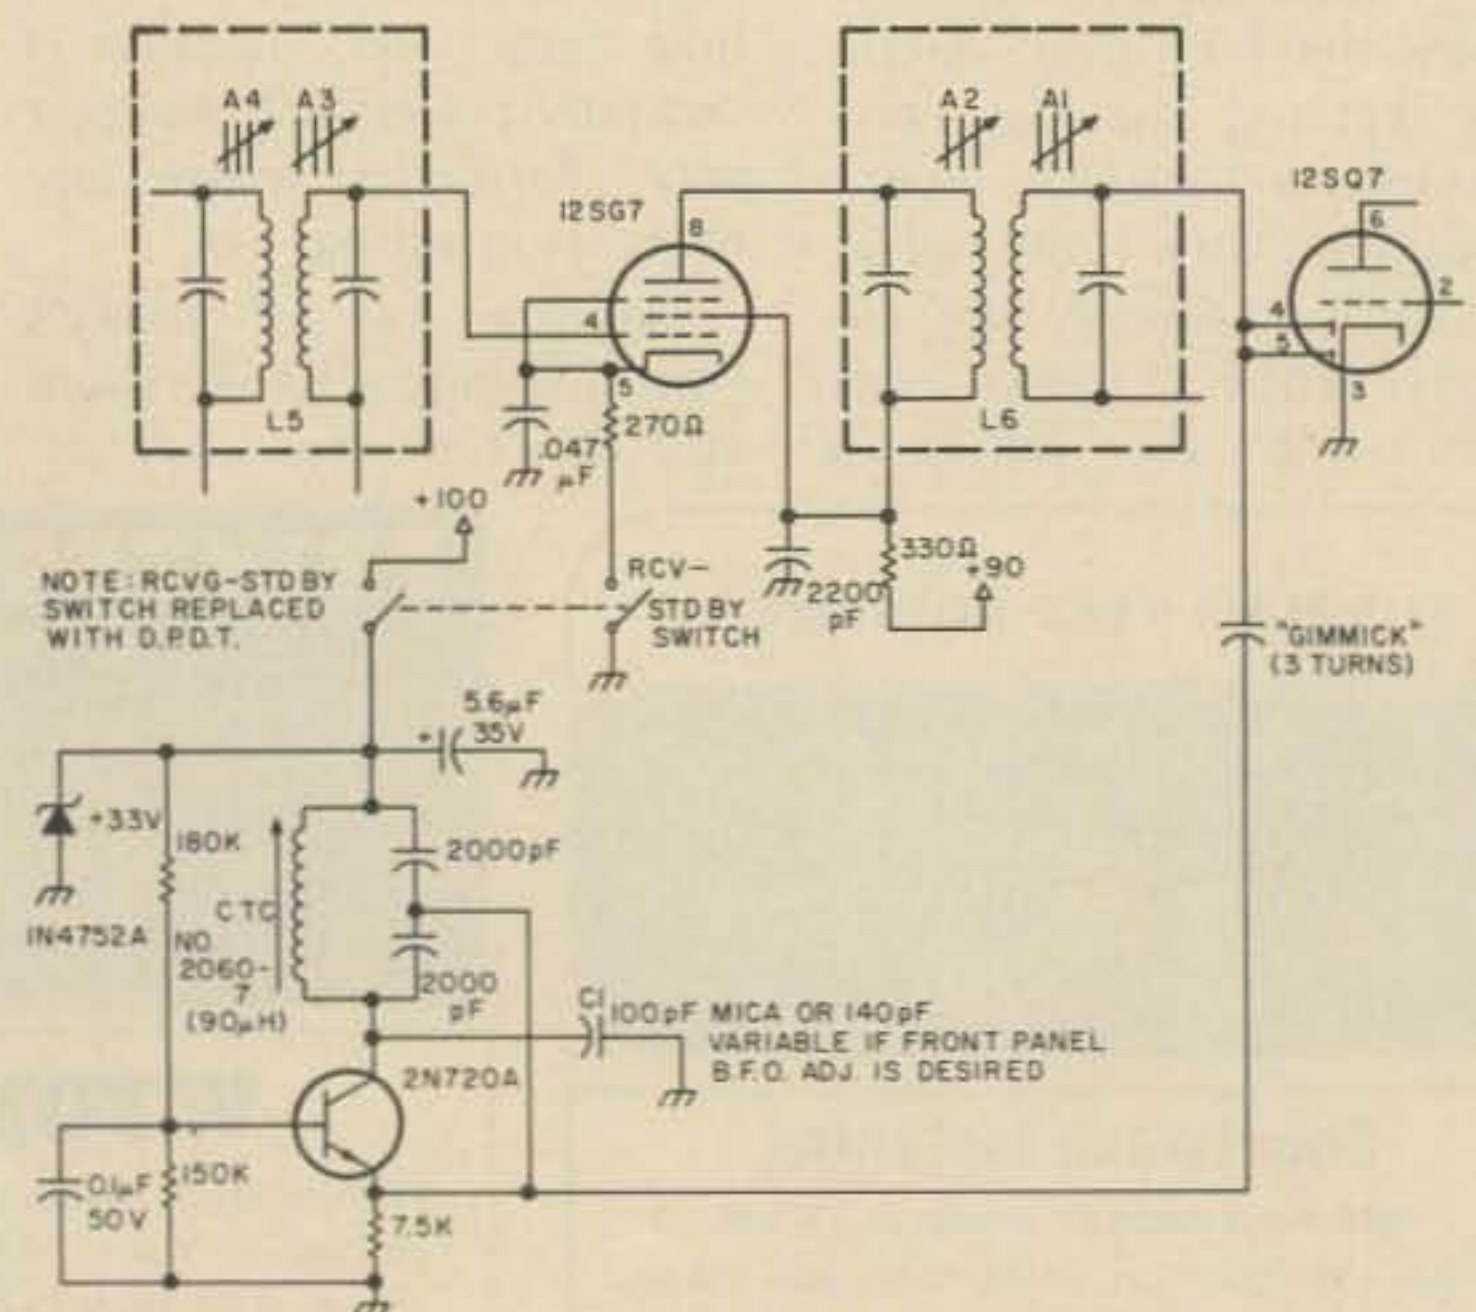 A4 A3
A2 A1
12SG7
12SQ7
8
6
2
4
4
5
5
3
L5
L6
270Ω
.047
µF
+100
330Ω
+90
2200
pF
NOTE: RCVG-STDBY
SWITCH REPLACED
WITH D.P.D.T.
RCV-
STDBY
SWITCH
"GIMMICK"
(3 TURNS)
5.6µF
35V
+
+33V
180K
2000pF
CTC
NO.
2060-
7
(90µH)
1N4752A
2000
pF
C1
100pF MICA OR 140pF
VARIABLE IF FRONT PANEL
B.F.O. ADJ. IS DESIRED
2N720A
0.1µF
50V
150K
7.5K